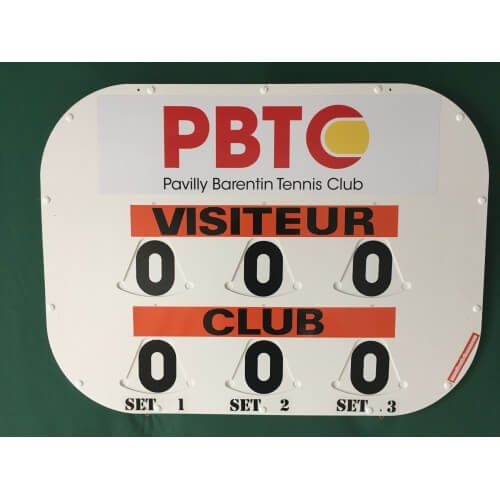 PBTC
Pavilly Barentin Tennis Club
VISITEUR
0 0 0
CLUB
0 0 0
SET 1 SET 2 SET 3